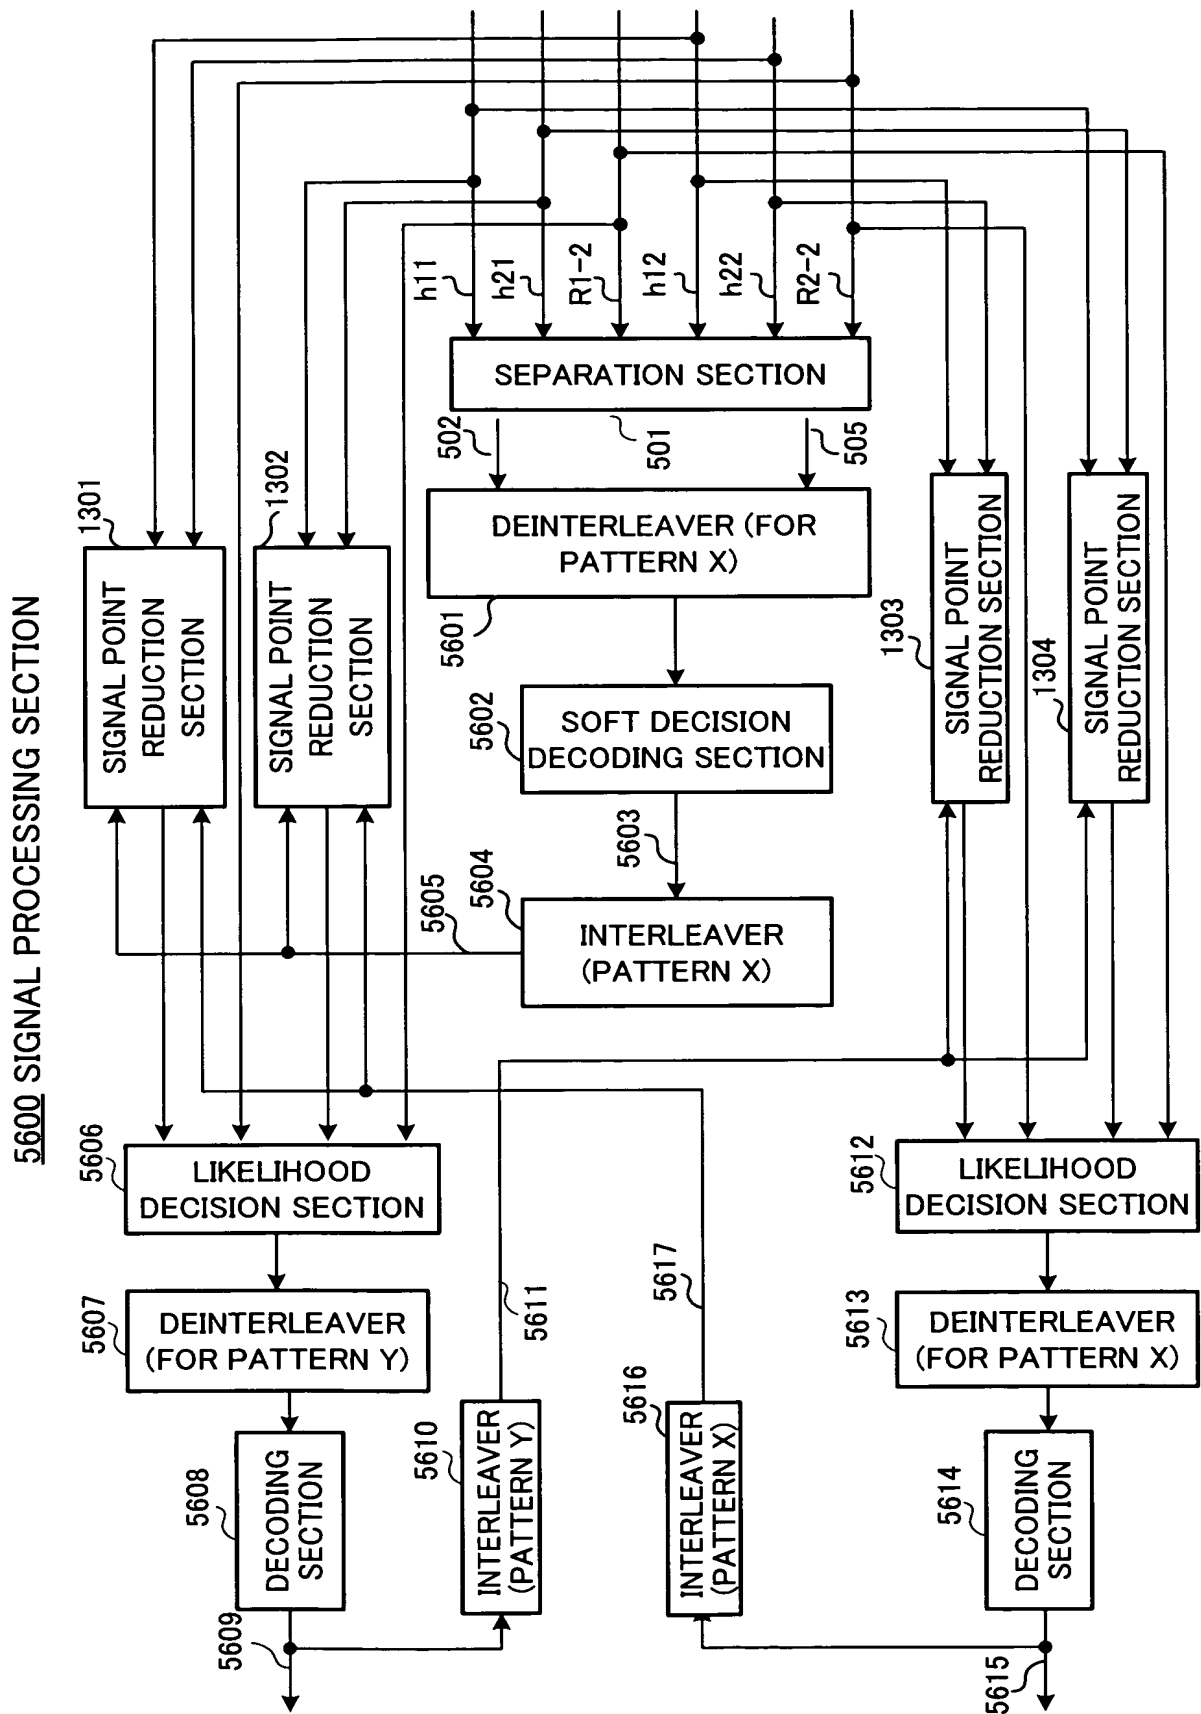 5600 SIGNAL PROCESSING SECTION
h11
h21
R1-2
h12
h22
R2-2
SEPARATION SECTION
501
502
505
DEINTERLEAVER (FOR
PATTERN X)
5601
SOFT DECISION
DECODING SECTION
5602
5603
INTERLEAVER
(PATTERN X)
5604
5605
1301
SIGNAL POINT
REDUCTION
SECTION
1302
SIGNAL POINT
REDUCTION
SECTION
1303
SIGNAL POINT
REDUCTION SECTION
1304
SIGNAL POINT
REDUCTION SECTION
5606
LIKELIHOOD
DECISION SECTION
5607
DEINTERLEAVER
(FOR PATTERN Y)
5608
DECODING
SECTION
5609
5610
INTERLEAVER
(PATTERN Y)
5611
5612
LIKELIHOOD
DECISION SECTION
5613
DEINTERLEAVER
(FOR PATTERN X)
5614
DECODING
SECTION
5615
5616
INTERLEAVER
(PATTERN X)
5617